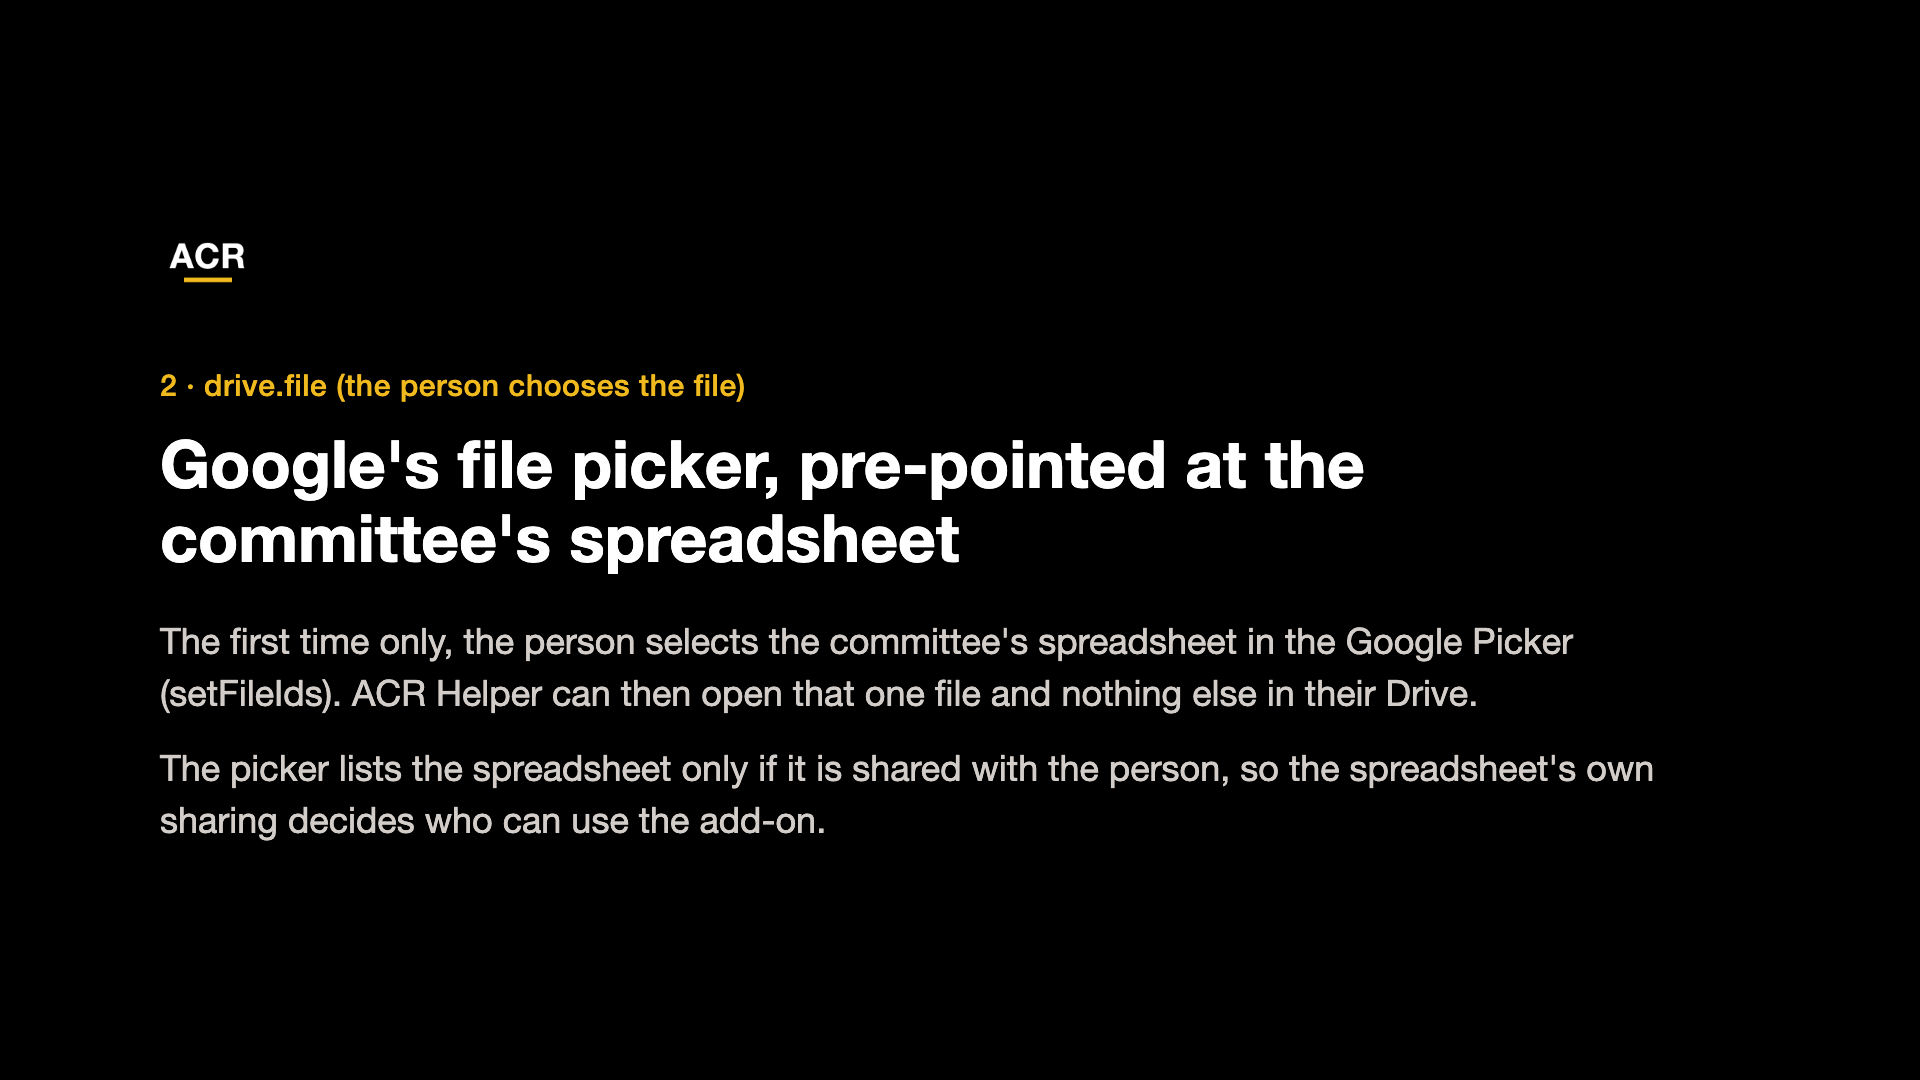 ACR
2 · drive.file (the person chooses the file)
Google's file picker, pre-pointed at the
committee's spreadsheet
The first time only, the person selects the committee's spreadsheet in the Google Picker
(setFileIds). ACR Helper can then open that one file and nothing else in their Drive.
The picker lists the spreadsheet only if it is shared with the person, so the spreadsheet's own
sharing decides who can use the add-on.